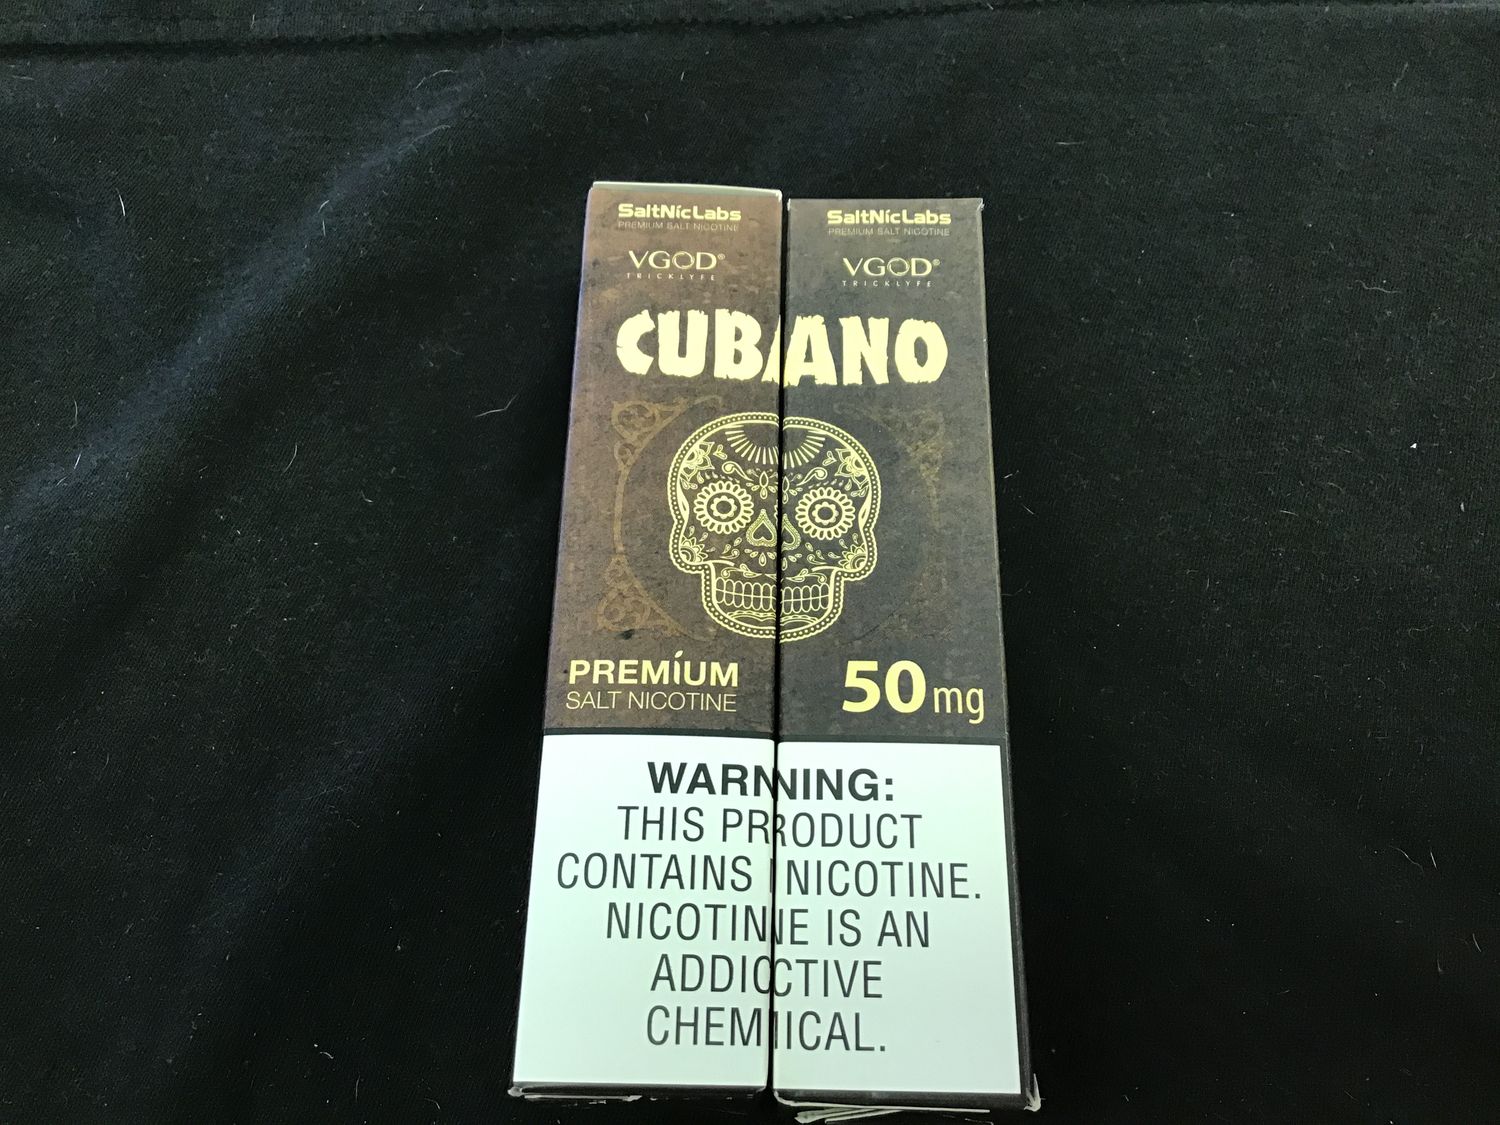 SaltNicLabs SaltNicLabs
PREMIUM SALT NICOTINE PREMIUM SALT NICOTINE
VGOD® VGOD®
TRICKLYFE TRICKLYFE
CUBANO
PREMÍUM
SALT NICOTINE
50mg
WARNING:
THIS PRODUCT
CONTAINS NICOTINE.
NICOTINE IS AN
ADDICTIVE
CHEMICAL.